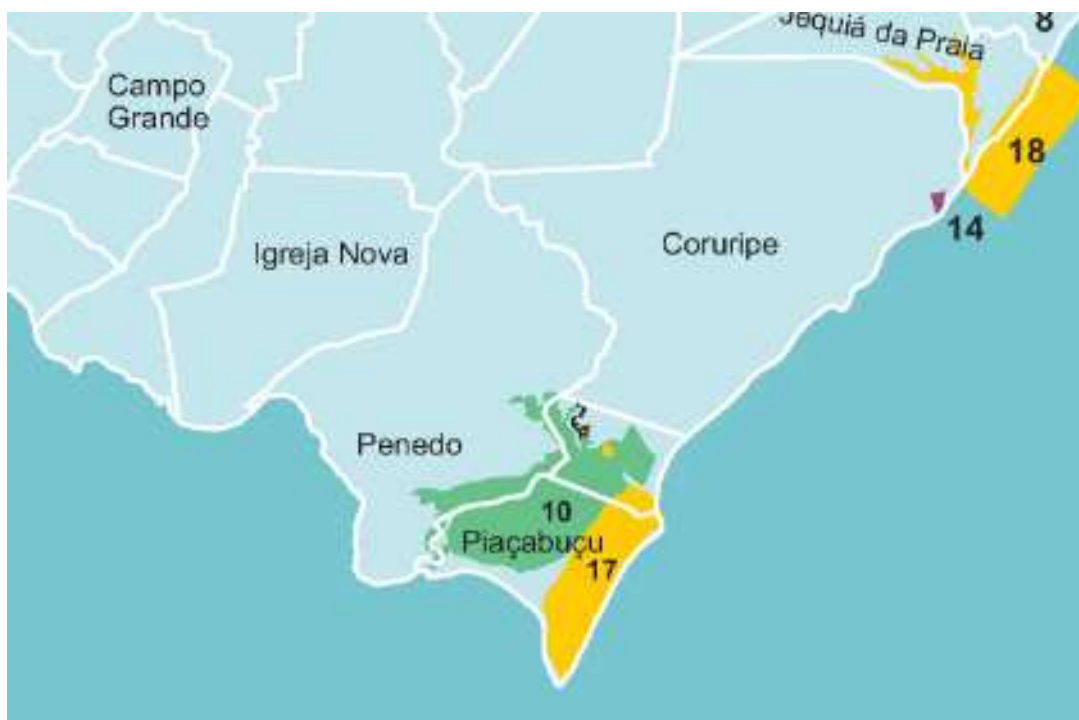 8
Jequiá da Praia
Campo
Grande
18
14
Igreja Nova
Coruripe
Penedo
10
Piaçabuçu
17